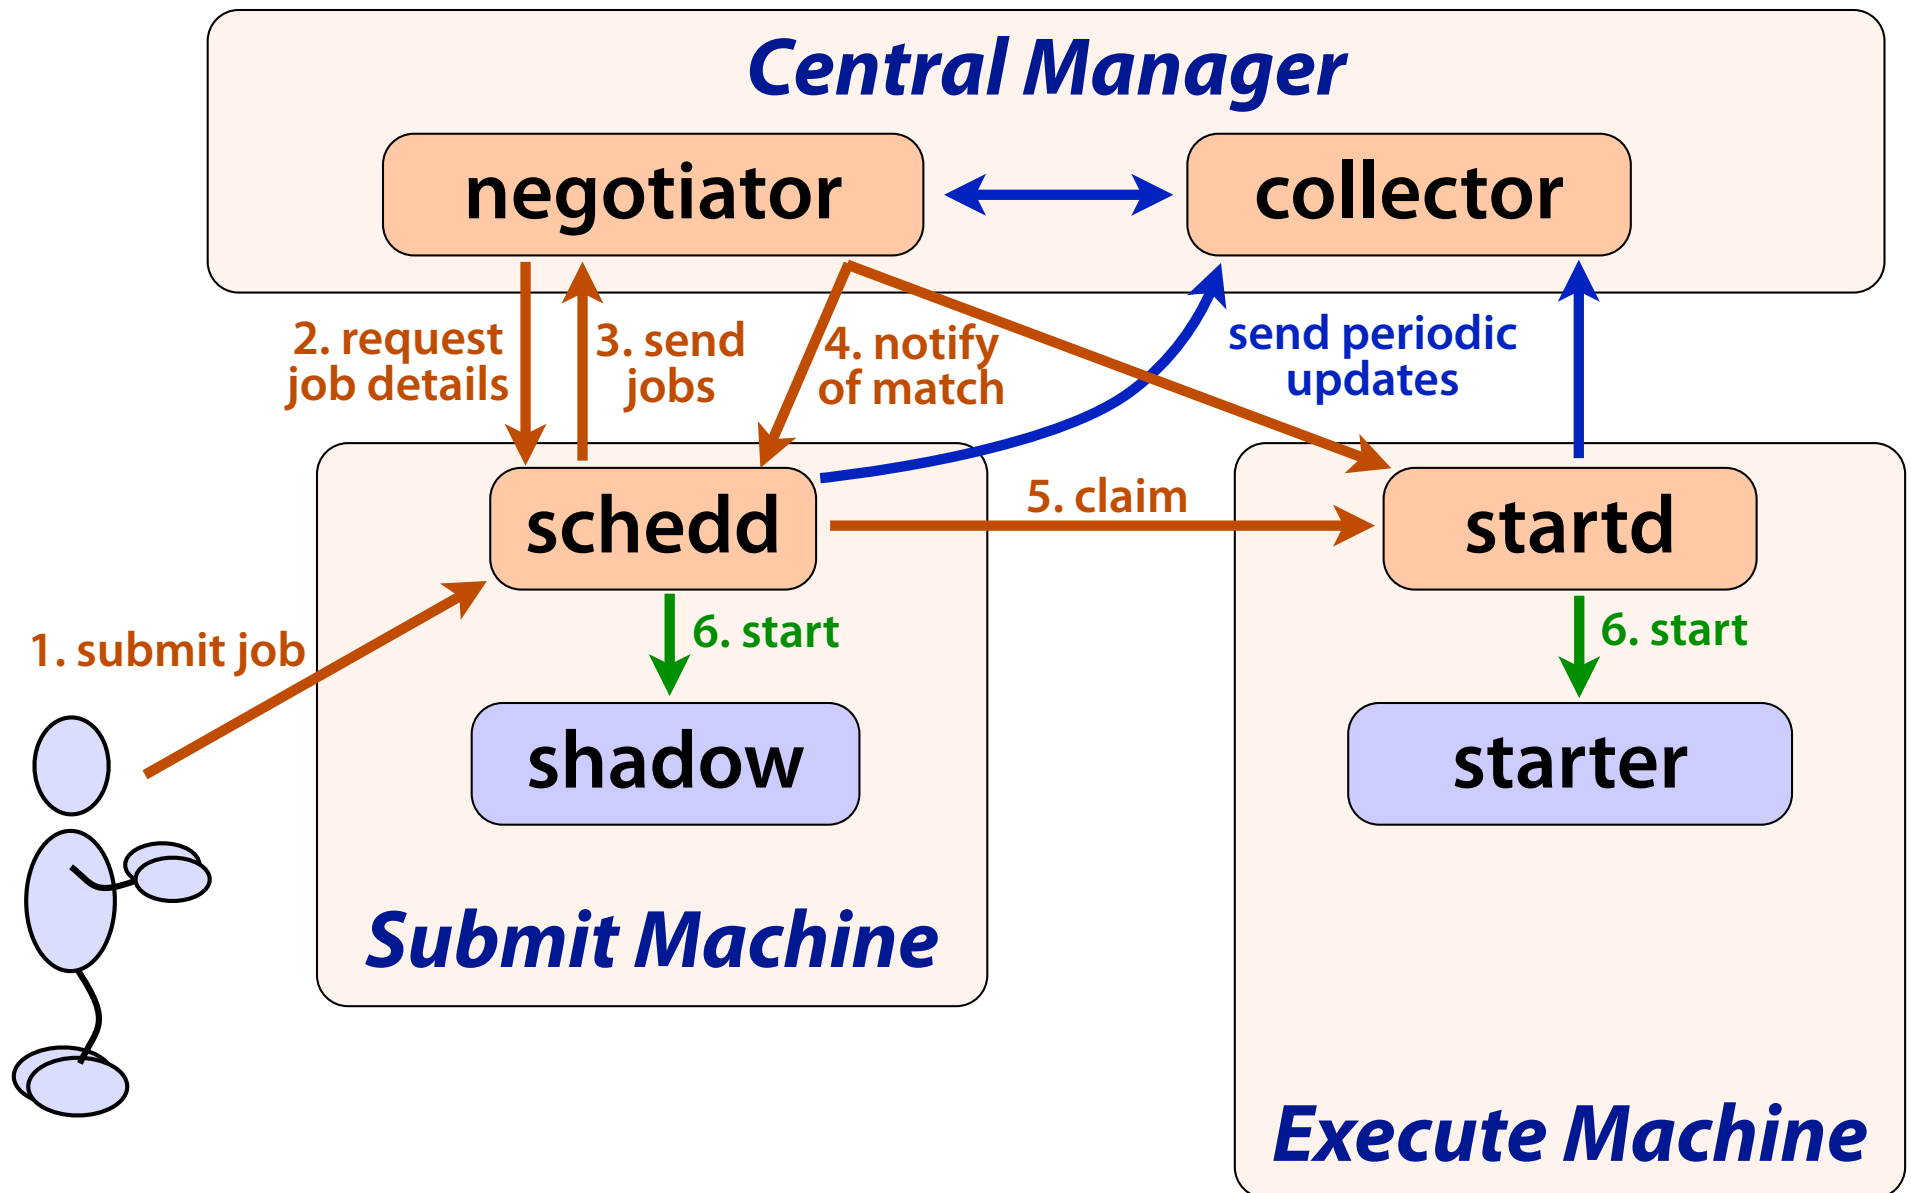 Central Manager
negotiator
collector
2. request
job details
3. send
jobs
4. notify
of match
send periodic
updates
schedd
5. claim
startd
1. submit job
6. start
6. start
shadow
starter
Submit Machine
Execute Machine